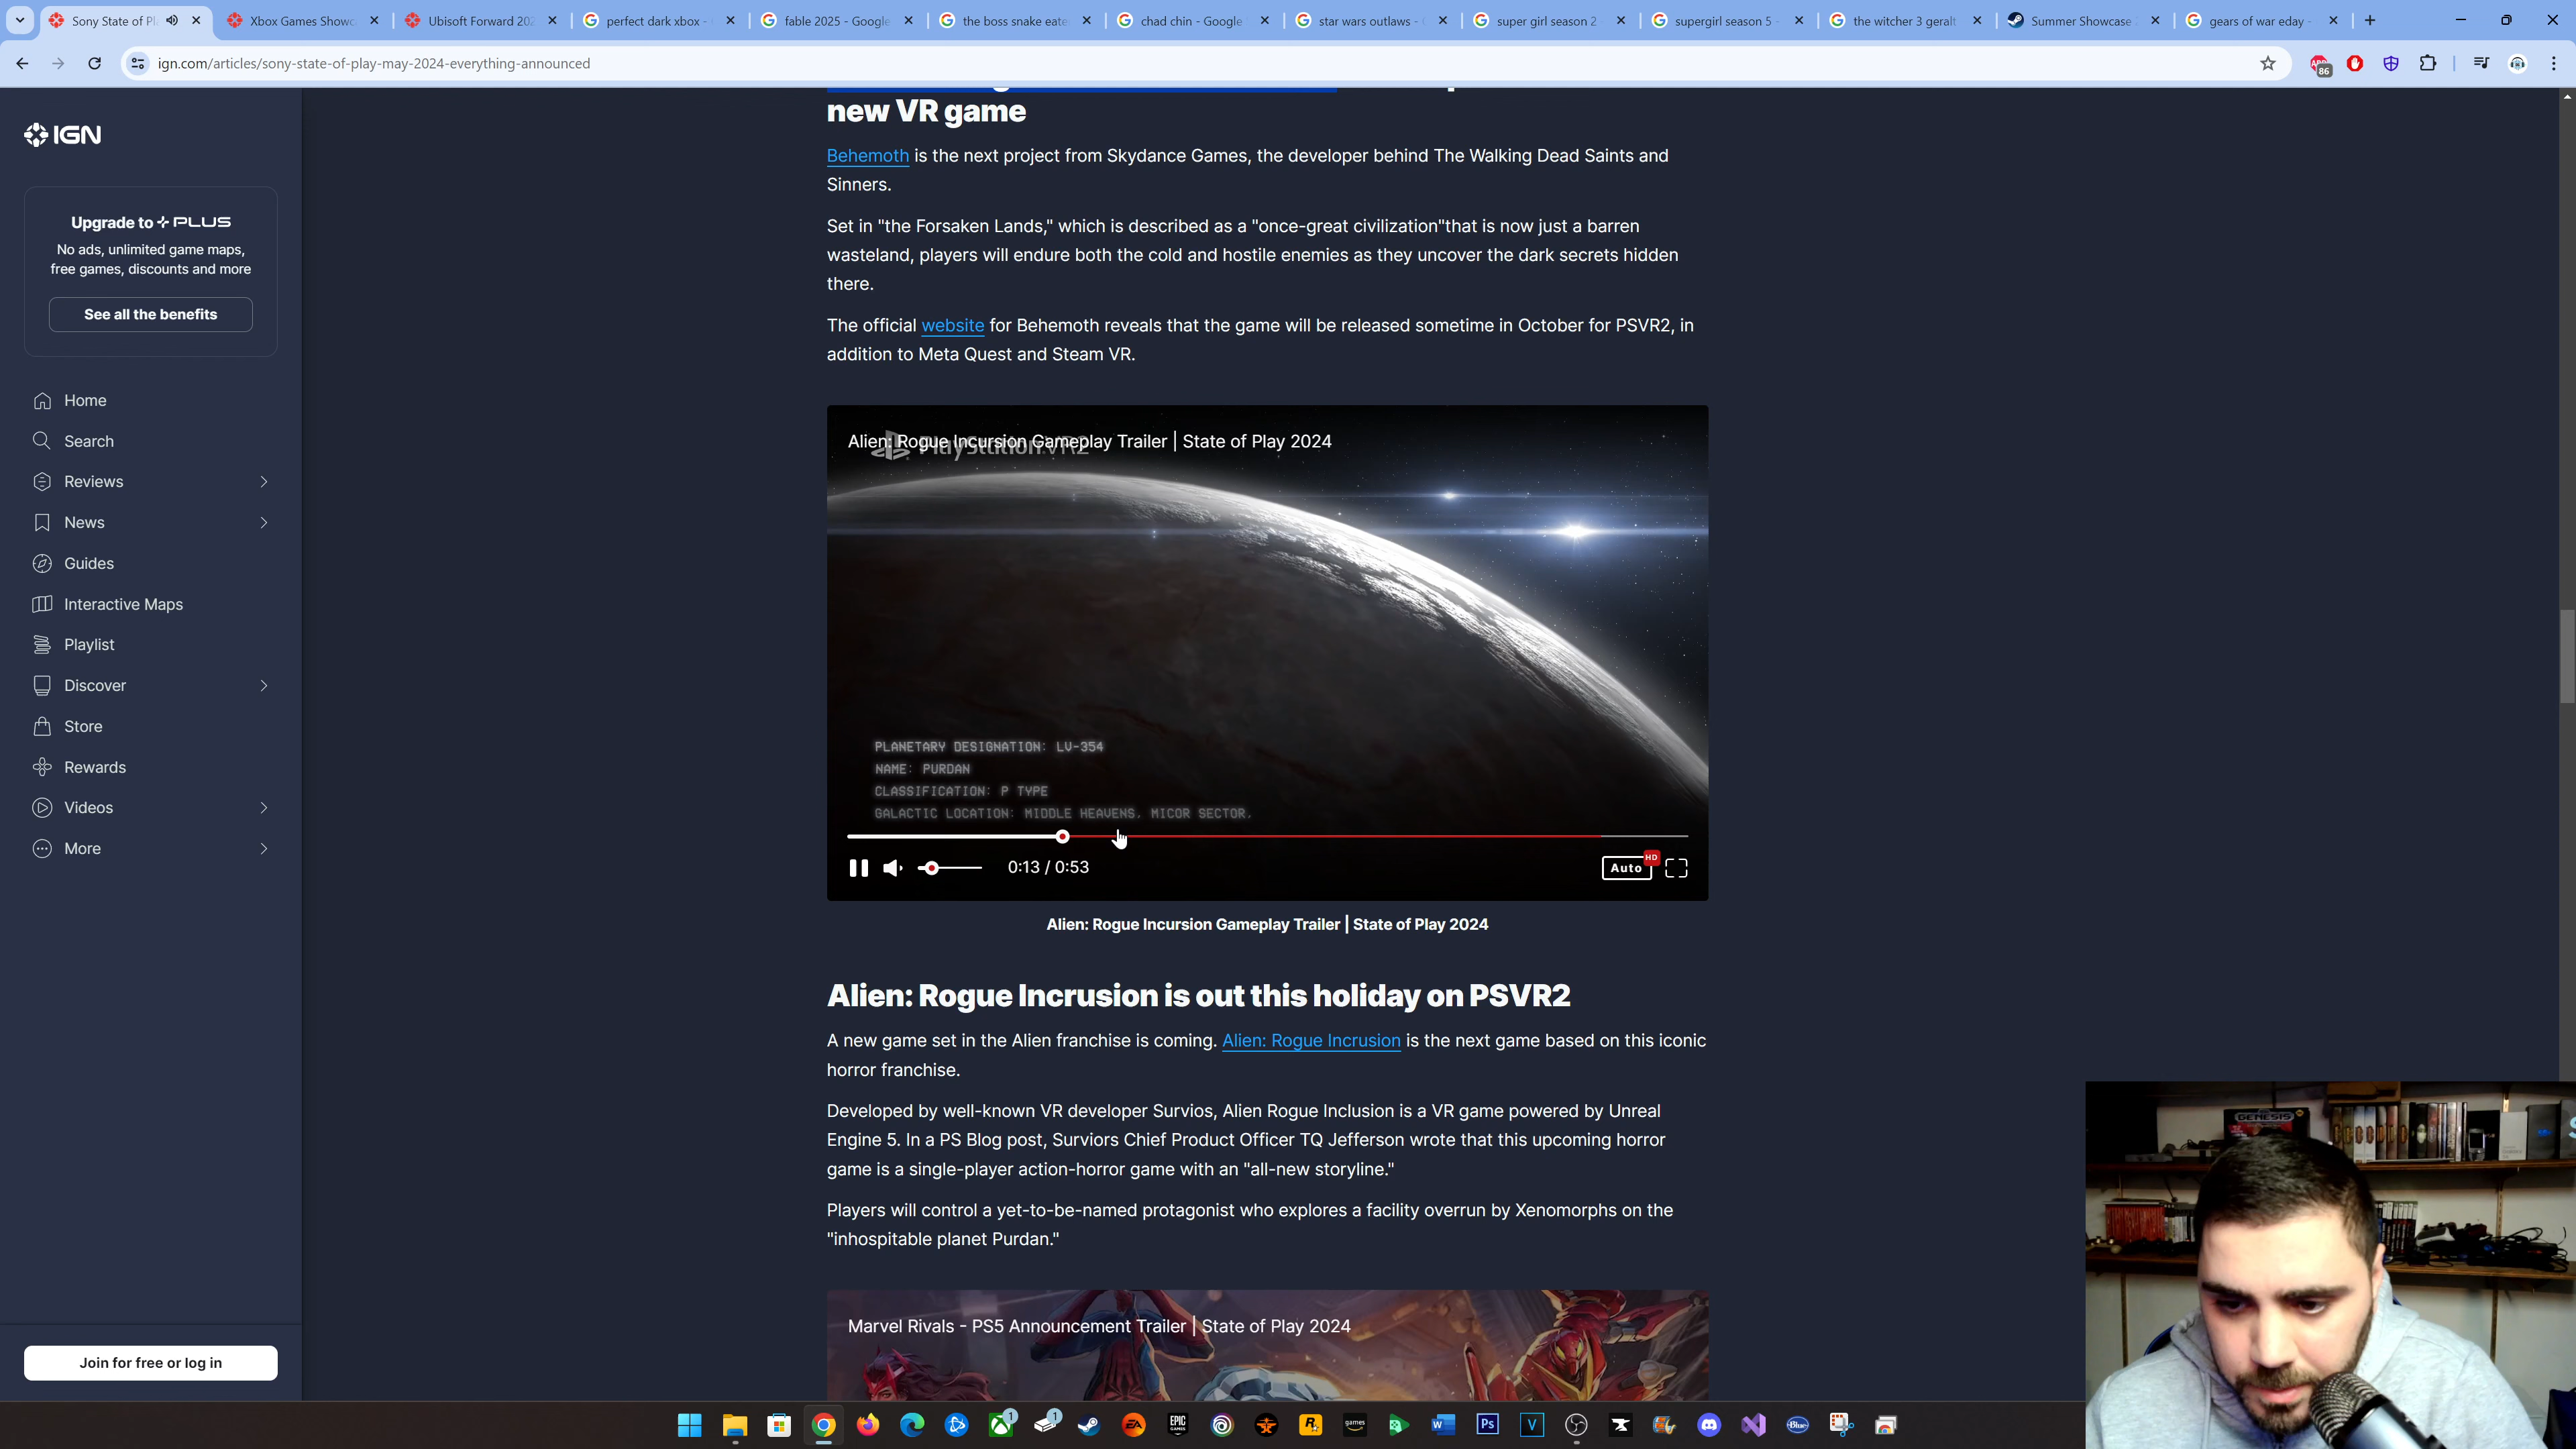 Sony State of Pl
Xbox Games Showc
Ubisoft Forward 202
perfect dark xbox -
fable 2025 - Google
the boss snake eate
chad chin - Google
star wars outlaws -
super girl season 2
supergirl season 5 -
the witcher 3 geralt
Summer Showcase
gears of war eday -
ign.com/articles/sony-state-of-play-may-2024-everything-announced
ABP
86
IGN
Upgrade to PLUS
No ads, unlimited game maps,
free games, discounts and more
See all the benefits
Home
Search
Reviews
News
Guides
Interactive Maps
Playlist
Discover
Store
Rewards
Videos
More
Join for free or log in
new VR game
Behemoth is the next project from Skydance Games, the developer behind The Walking Dead Saints and
Sinners.
Set in "the Forsaken Lands," which is described as a "once-great civilization"that is now just a barren
wasteland, players will endure both the cold and hostile enemies as they uncover the dark secrets hidden
there.
The official website for Behemoth reveals that the game will be released sometime in October for PSVR2, in
addition to Meta Quest and Steam VR.
Alien: Rogue Incursion Gameplay Trailer | State of Play 2024
PlayStation.VR2
PLANETARY DESIGNATION: LV-354
NAME: PURDAN
CLASSIFICATION: P TYPE
GALACTIC LOCATION: MIDDLE HEAVENS. MICOR SECTOR.
0:13 / 0:53
Auto
HD
Alien: Rogue Incursion Gameplay Trailer | State of Play 2024
Alien: Rogue Incrusion is out this holiday on PSVR2
A new game set in the Alien franchise is coming. Alien: Rogue Incrusion is the next game based on this iconic
horror franchise.
Developed by well-known VR developer Survios, Alien Rogue Inclusion is a VR game powered by Unreal
Engine 5. In a PS Blog post, Surviors Chief Product Officer TQ Jefferson wrote that this upcoming horror
game is a single-player action-horror game with an "all-new storyline."
Players will control a yet-to-be-named protagonist who explores a facility overrun by Xenomorphs on the
"inhospitable planet Purdan."
Marvel Rivals - PS5 Announcement Trailer | State of Play 2024
GENESIS
1
1
EA
EPIC
GAMES
R
games
W
Ps
V
Blue